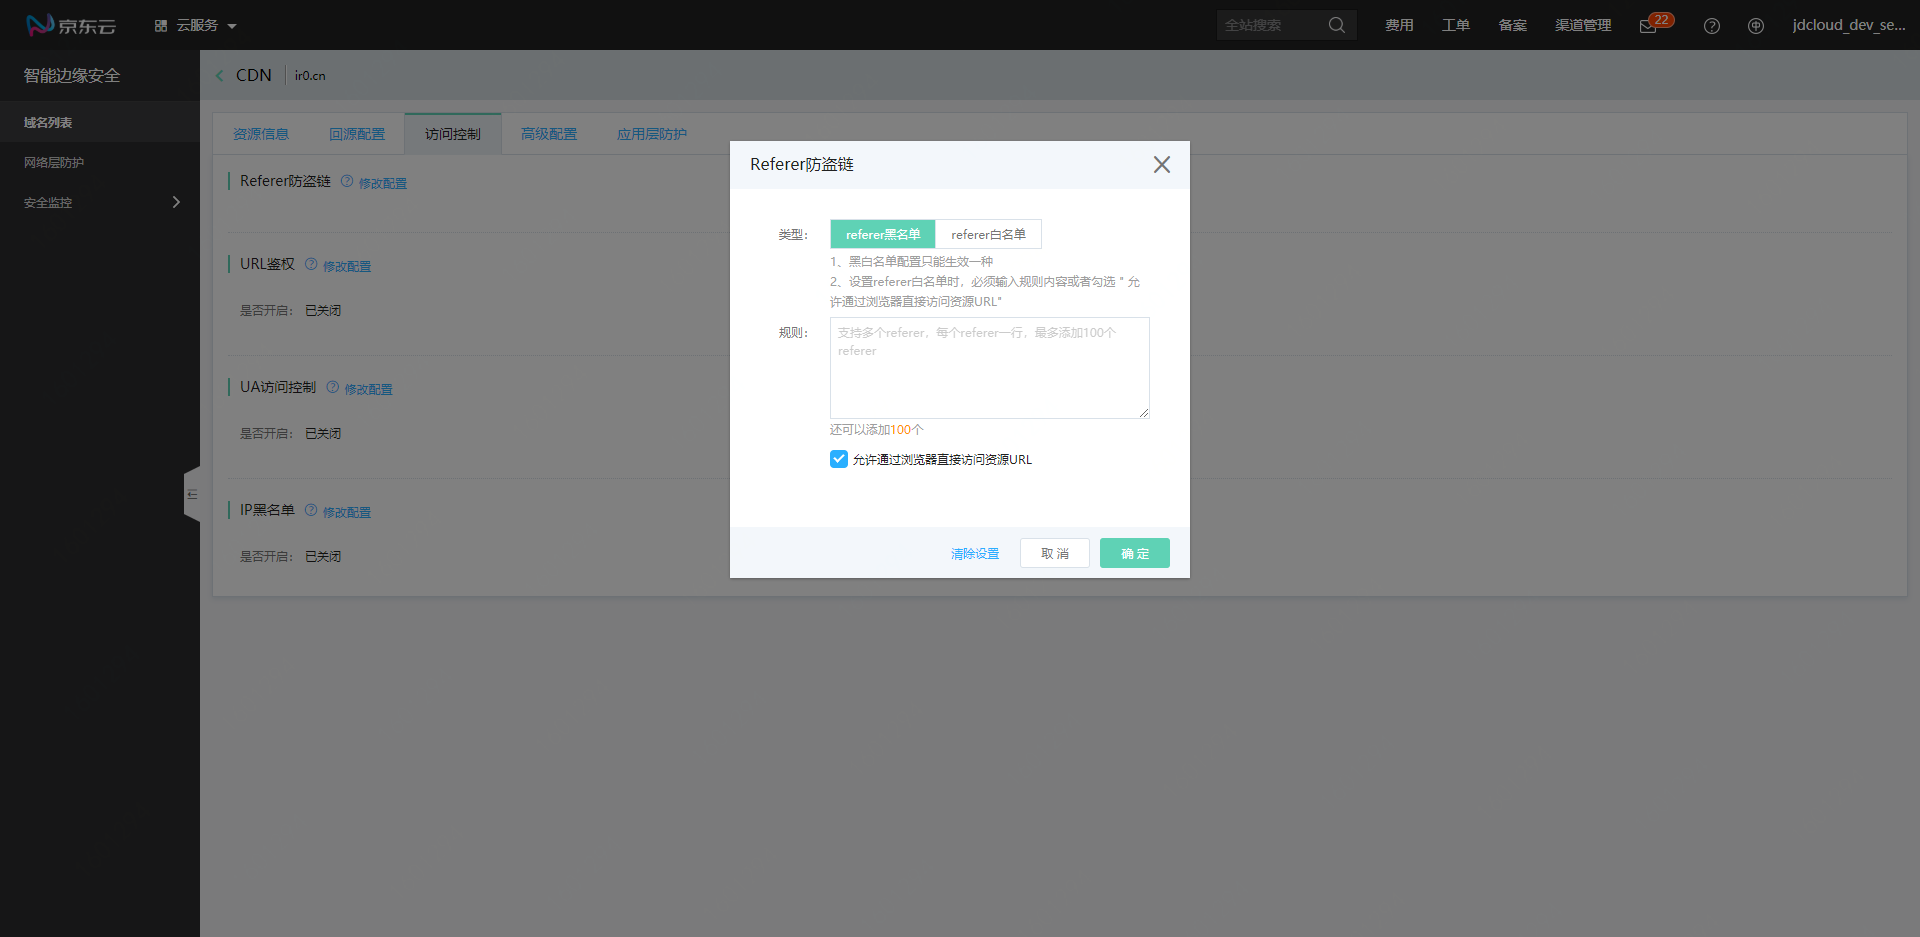 京东云
云服务
全站搜索
费用
工单
备案
渠道管理
22
jdcloud_dev_se...
智能边缘安全
域名列表
网络层防护
安全监控
CDN
ir0.cn
资源信息
回源配置
访问控制
高级配置
应用层防护
Referer防盗链
修改配置
URL鉴权
修改配置
是否开启：
已关闭
UA访问控制
修改配置
是否开启：
已关闭
IP黑名单
修改配置
是否开启：
已关闭
Referer防盗链
类型：
referer黑名单
referer白名单
1、黑白名单配置只能生效一种
2、设置referer白名单时，必须输入规则内容或者勾选＂允
许通过浏览器直接访问资源URL"
规则：
支持多个referer，每个referer一行，最多添加100个
referer
还可以添加100个
允许通过浏览器直接访问资源URL
清除设置
取 消
确 定